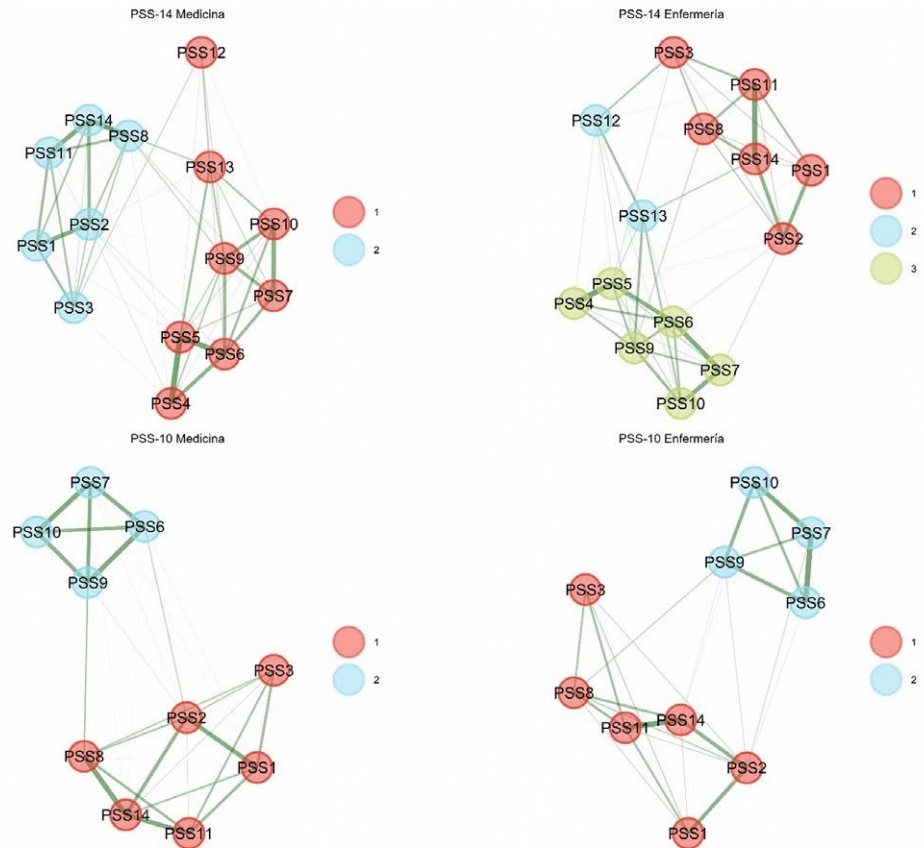 PSS-14 Medicina
PSS12
PSS14
PSS8
PSS11
PSS13
PSS2
PSS10
PSS1
PSS9
PSS7
PSS3
PSS5
PSS6
PSS4
1
2
PSS-14 Enfermería
PSS3
PSS11
PSS12
PSS8
PSS14
PSS1
PSS13
PSS2
PSS5
PSS4
PSS6
PSS9
PSS7
PSS10
1
2
3
PSS-10 Medicina
PSS7
PSS10
PSS6
PSS9
PSS3
PSS2
PSS8
PSS1
PSS14
PSS11
1
2
PSS-10 Enfermería
PSS10
PSS7
PSS9
PSS3
PSS6
PSS8
PSS14
PSS11
PSS2
PSS1
1
2